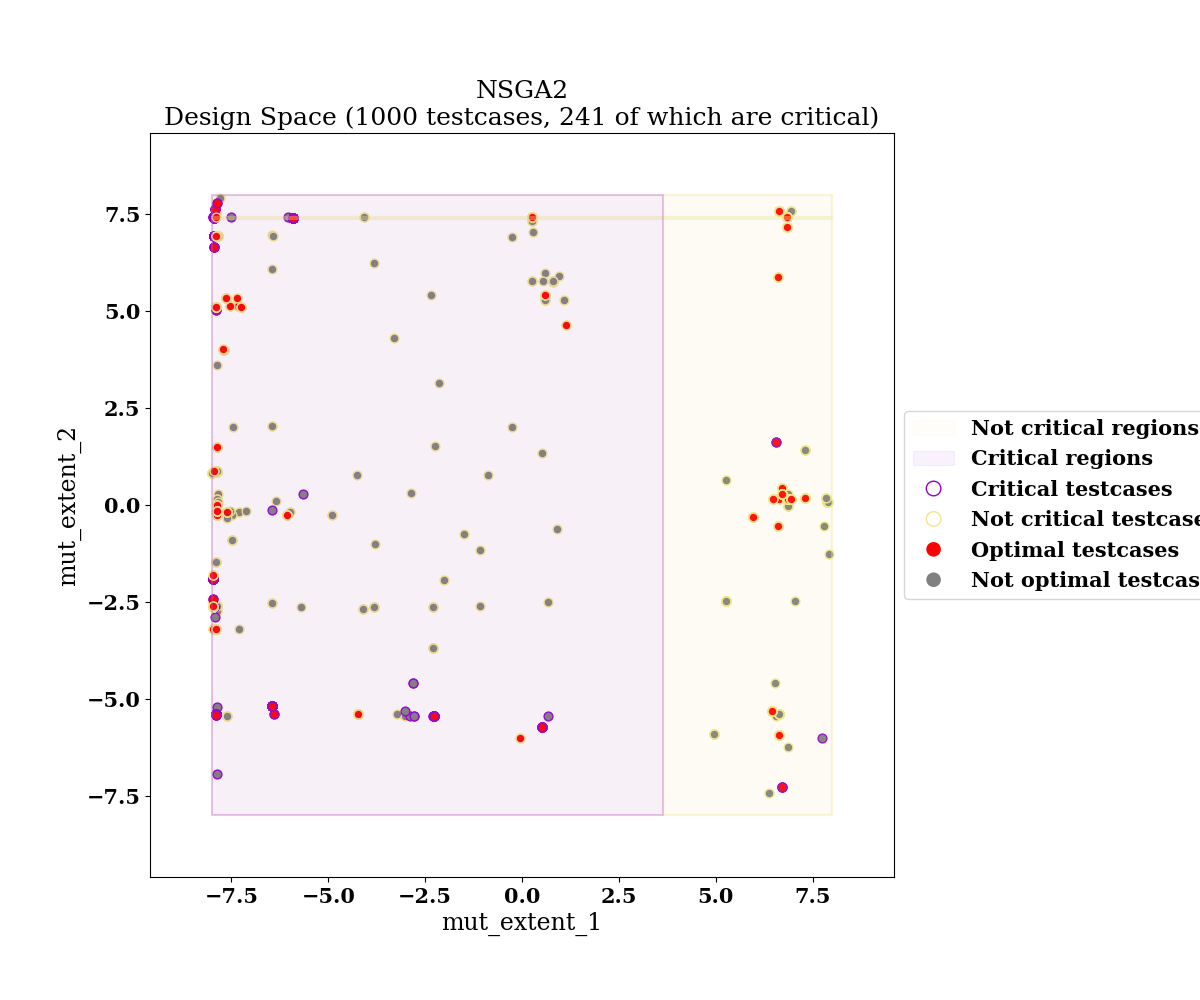 NSGA2
Design Space (1000 testcases, 241 of which are critical)
7.5
5.0
2.5
0.0
−2.5
−5.0
−7.5
mut_extent_2
−7.5 −5.0 −2.5 0.0 2.5 5.0 7.5
mut_extent_1
Not critical regions
Critical regions
Critical testcases
Not critical testcase
Optimal testcases
Not optimal testcas